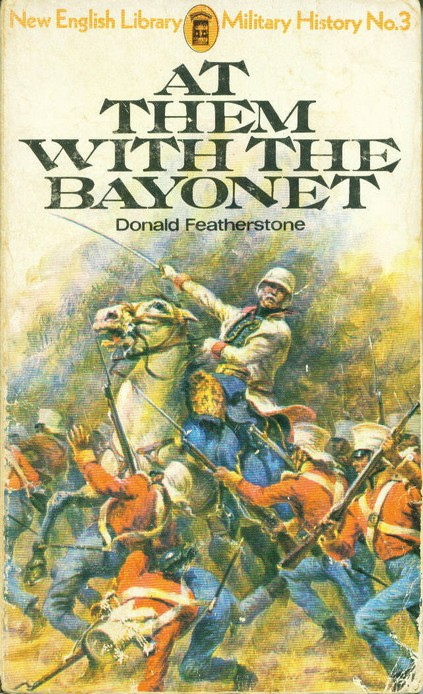 New English Library Military History No.3
AT
THEM
WITH THE
BAYONET
Donald Featherstone